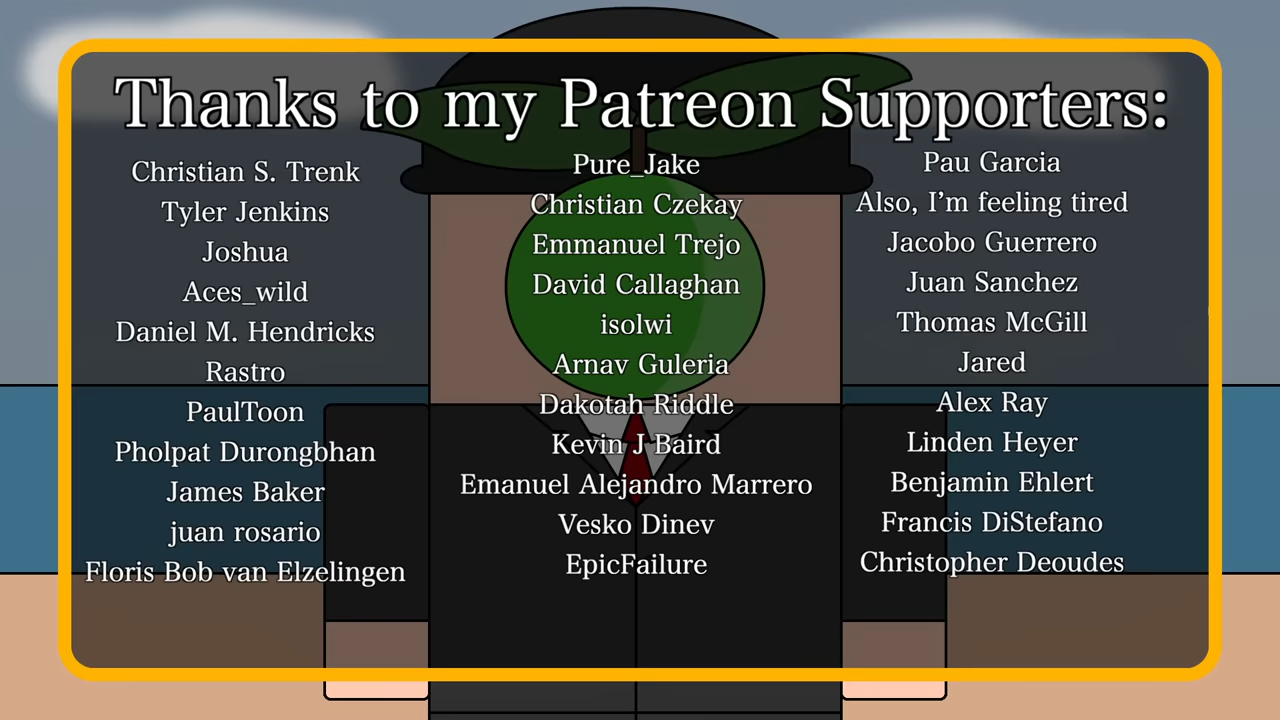 Thanks to my Patreon Supporters:
Christian S. Trenk
Tyler Jenkins
Joshua
Aces_wild
Daniel M. Hendricks
Rastro
PaulToon
Pholpat Durongbhan
James Baker
juan rosario
Floris Bob van Elzelingen
Pure_Jake
Christian Czekay
Emmanuel Trejo
David Callaghan
isolwi
Arnav Guleria
Dakotah Riddle
Kevin J Baird
Emanuel Alejandro Marrero
Vesko Dinev
EpicFailure
Pau Garcia
Also, I’m feeling tired
Jacobo Guerrero
Juan Sanchez
Thomas McGill
Jared
Alex Ray
Linden Heyer
Benjamin Ehlert
Francis DiStefano
Christopher Deoudes